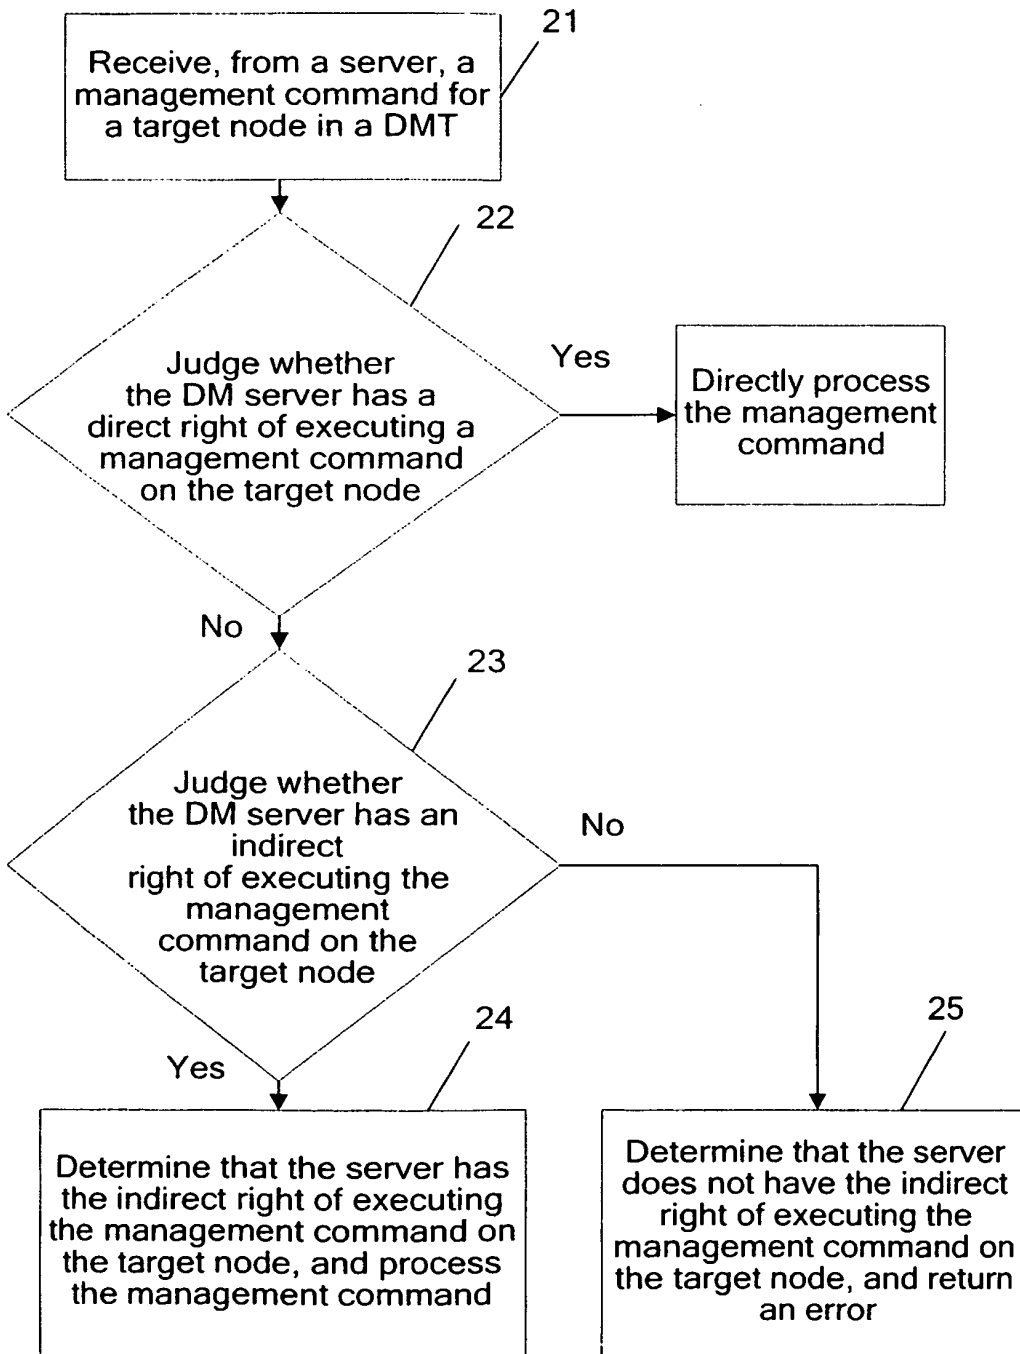 21
Receive, from a server, a
management command for
a target node in a DMT
22
Judge whether
the DM server has a
direct right of executing a
management command
on the target node
Yes
Directly process
the management
command
No
23
Judge whether
the DM server has an
indirect
right of executing the
management
command on the
target node
No
Yes
24
Determine that the server has
the indirect right of executing
the management command on
the target node, and process
the management command
25
Determine that the server
does not have the indirect
right of executing the
management command on
the target node, and return
an error